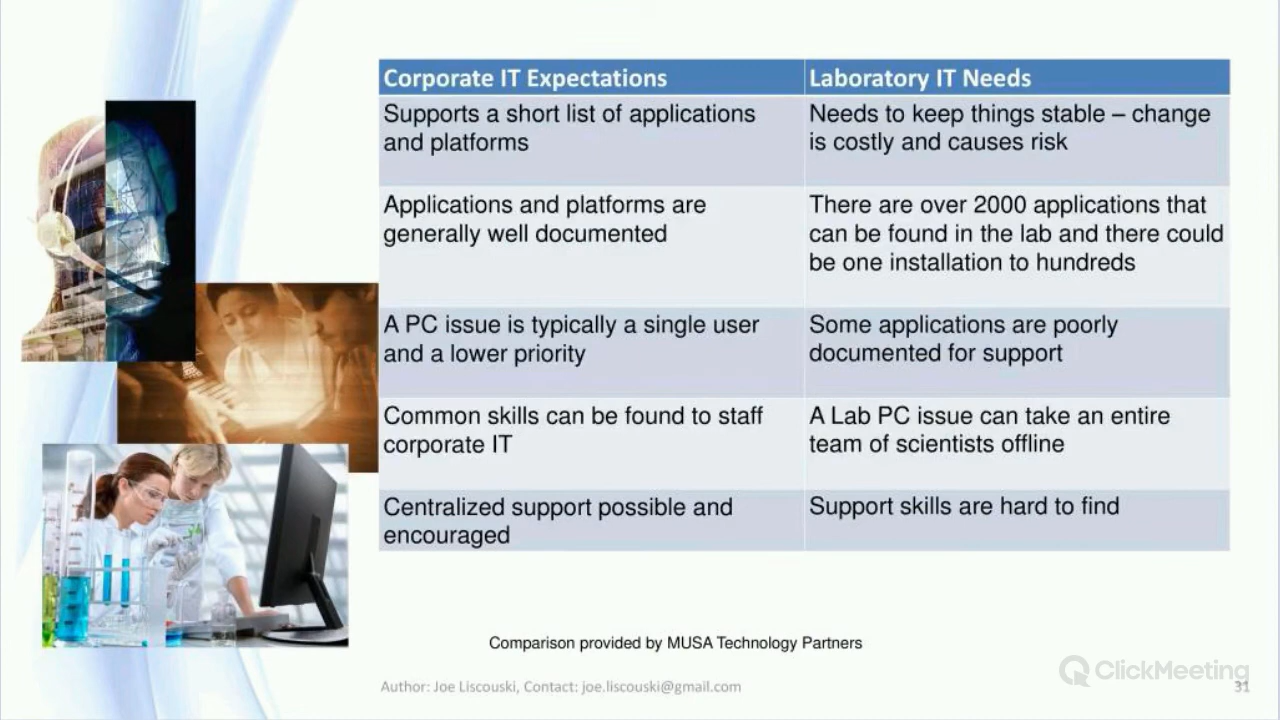 Corporate IT Expectations
Laboratory IT Needs
Supports a short list of applications
and platforms
Needs to keep things stable – change
is costly and causes risk
Applications and platforms are
generally well documented
There are over 2000 applications that
can be found in the lab and there could
be one installation to hundreds
A PC issue is typically a single user
and a lower priority
Some applications are poorly
documented for support
Common skills can be found to staff
corporate IT
A Lab PC issue can take an entire
team of scientists offline
Centralized support possible and
encouraged
Support skills are hard to find
Comparison provided by MUSA Technology Partners
Author: Joe Liscouski, Contact: joe.liscouski@gmail.com
ClickMeeting
31